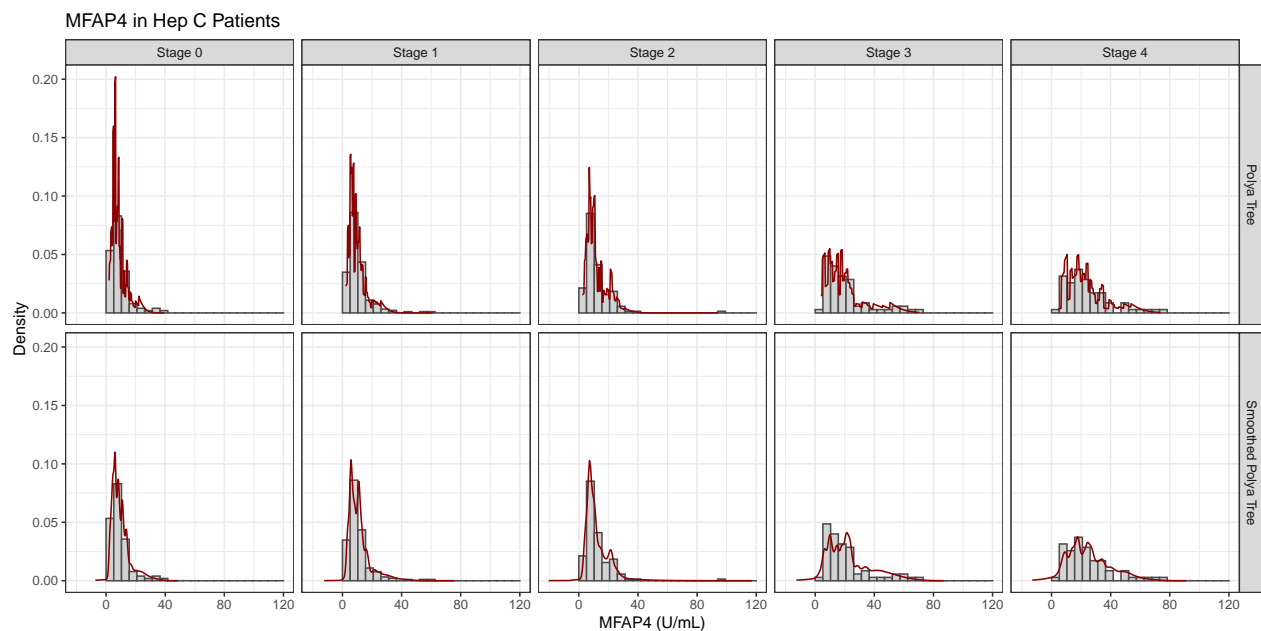 MFAP4 in Hep C Patients
Stage 0 Stage 1 Stage 2 Stage 3 Stage 4
0.20
0.15
0.10
0.05
0.00
Polya Tree
0.20
0.15
0.10
0.05
0.00
Smoothed Polya Tree
Density
0 40 80 120 0 40 80 120 0 40 80 120 0 40 80 120 0 40 80 120
MFAP4 (U/mL)